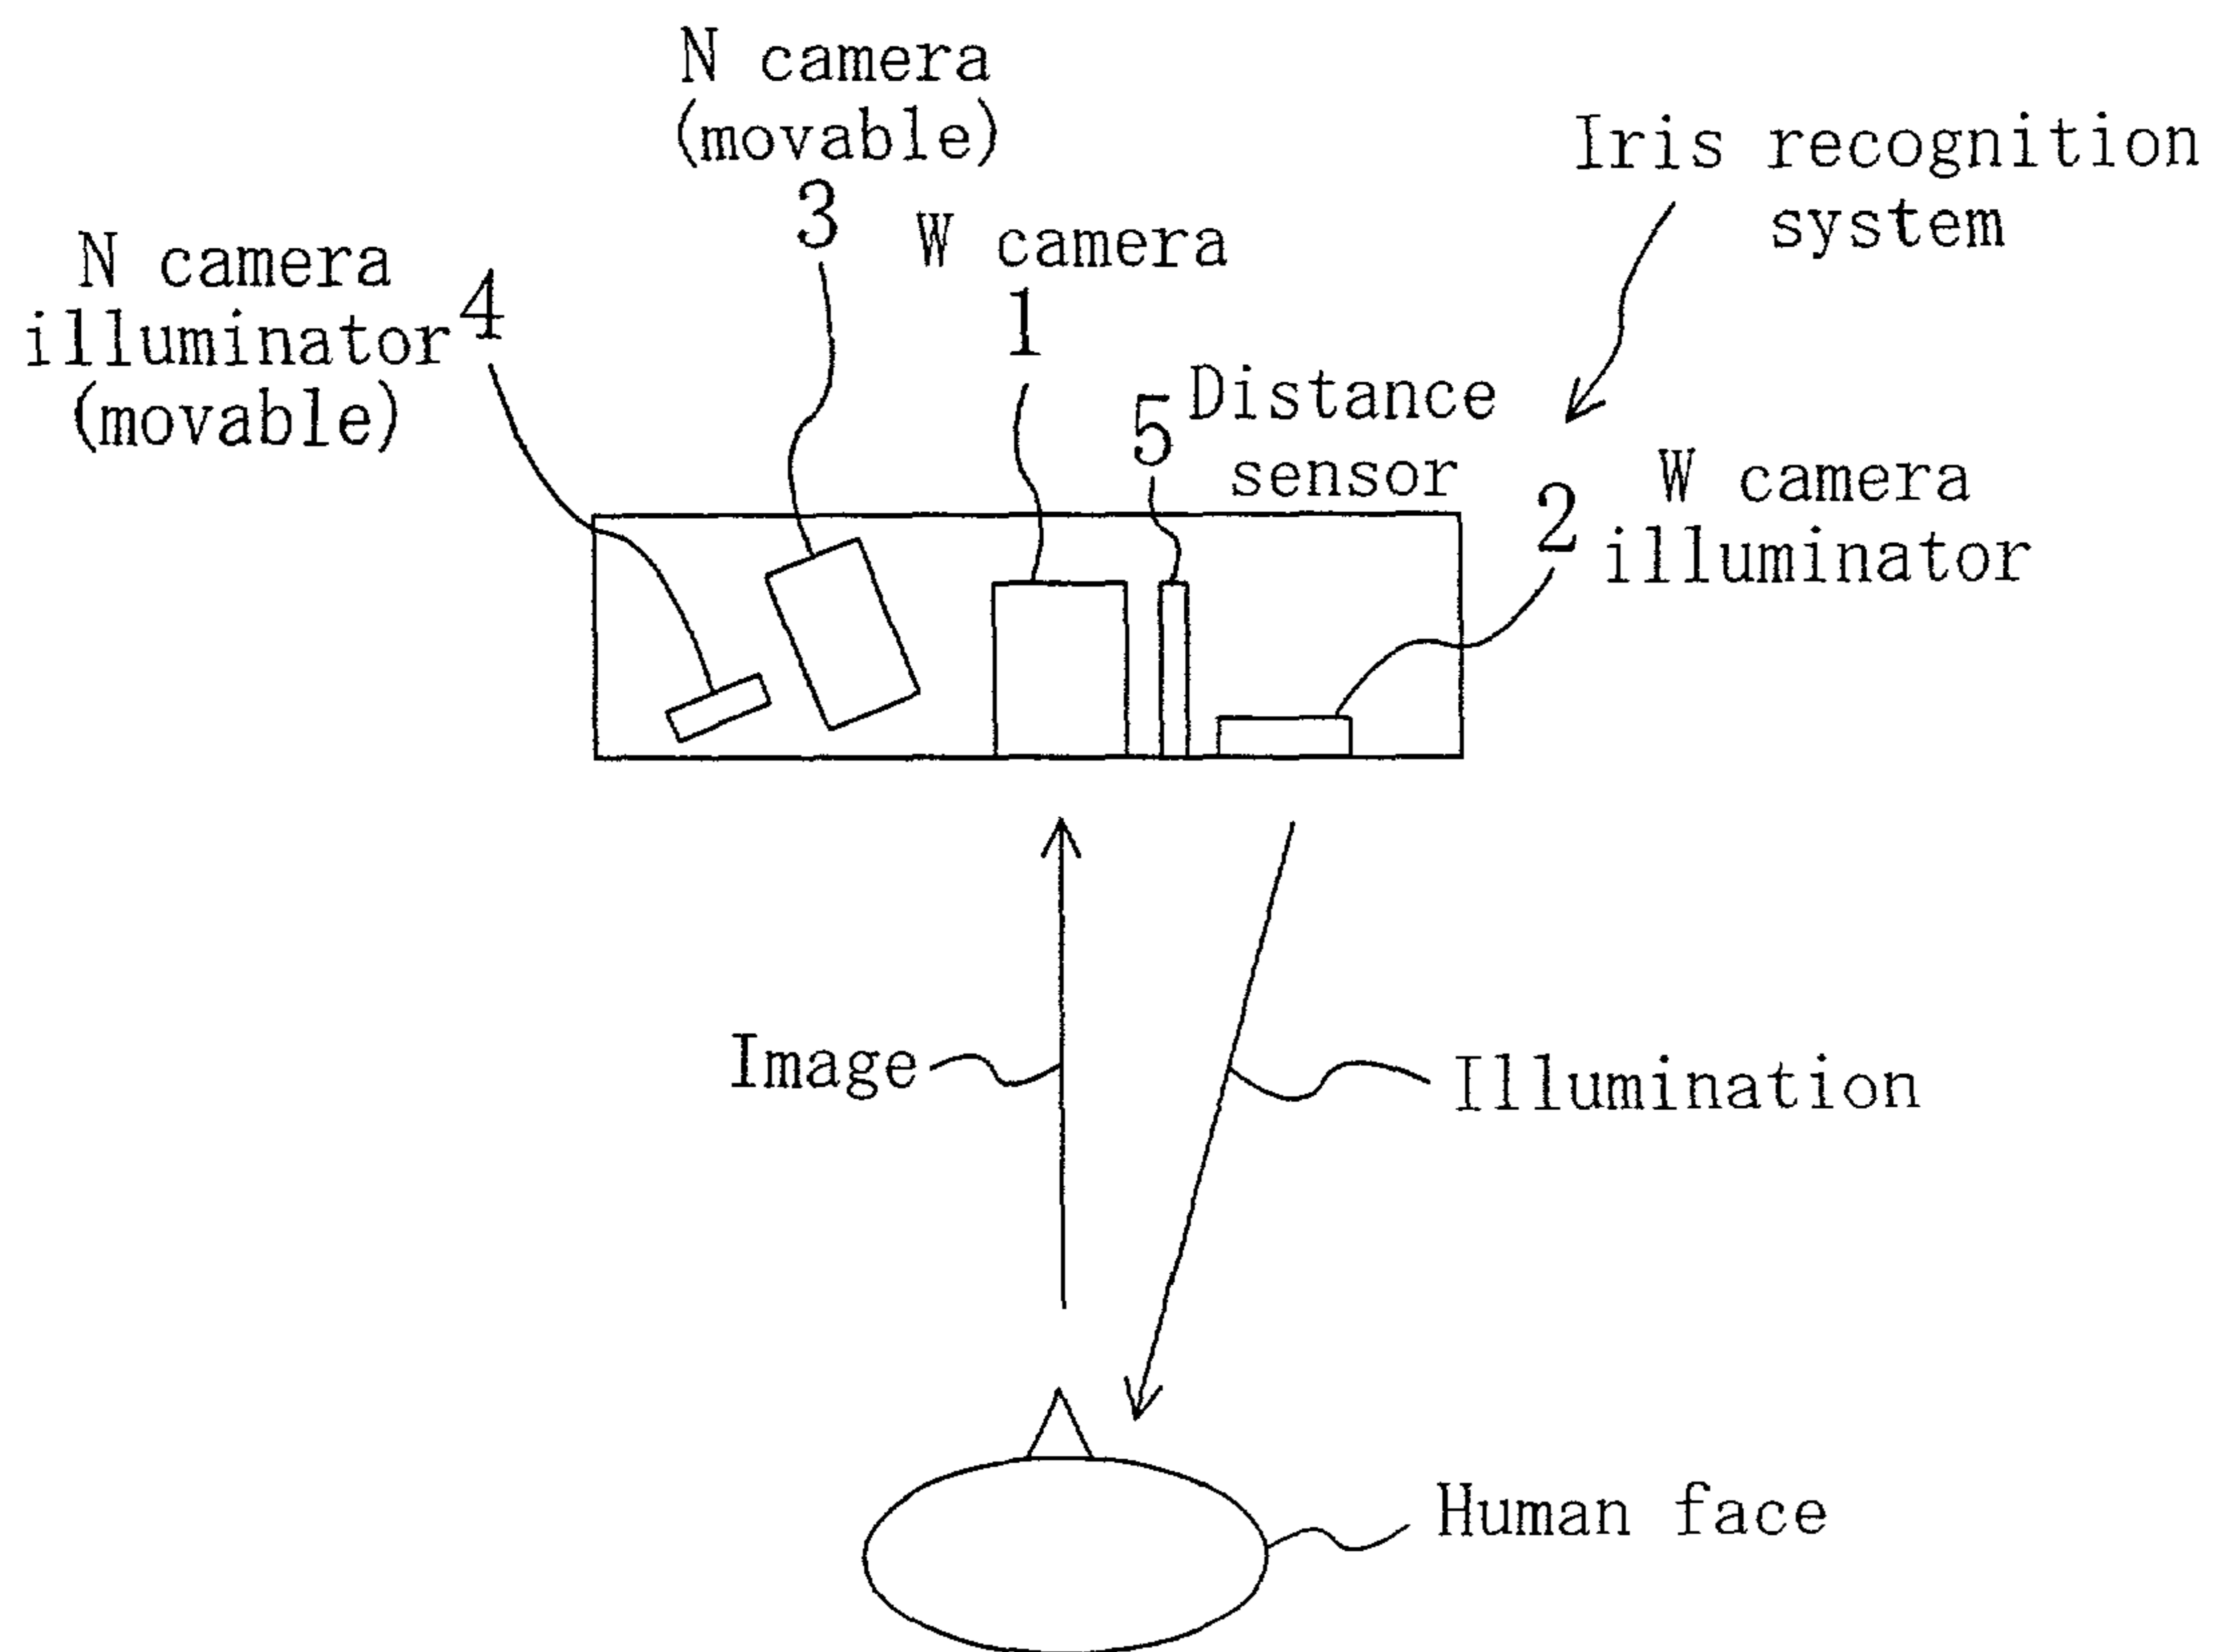 N camera
(movable)
3
Iris recognition
system
W camera
1
N camera
illuminator
(movable)
4
Distance
sensor
5
W camera
illuminator
2
Image
Illumination
Human face